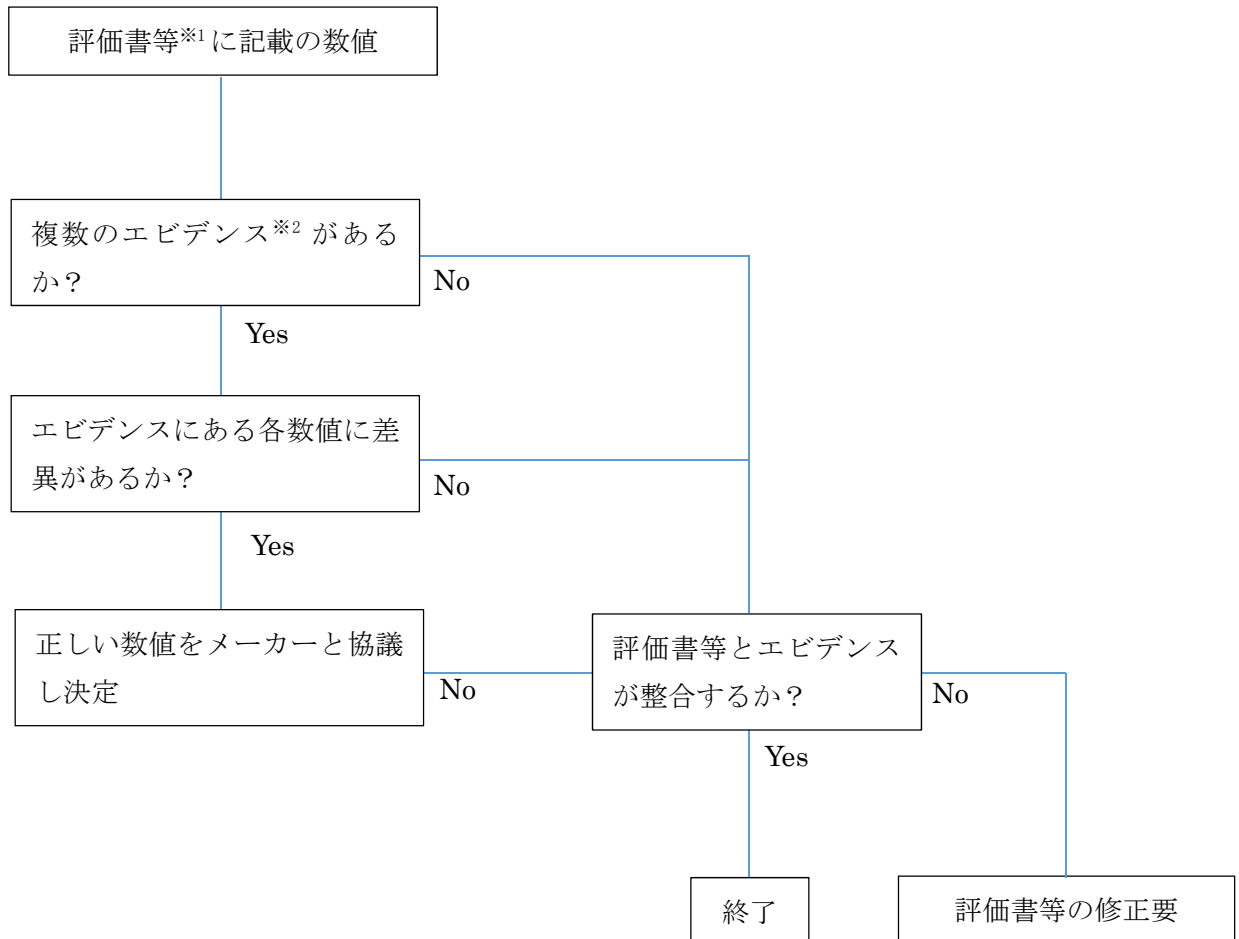 評価書等※1に記載の数値
複数のエビデンス※2 がある
か？
No
Yes
エビデンスにある各数値に差
異があるか？
No
Yes
正しい数値をメーカーと協議
し決定
No
評価書等とエビデンス
が整合するか？
No
Yes
終了
評価書等の修正要